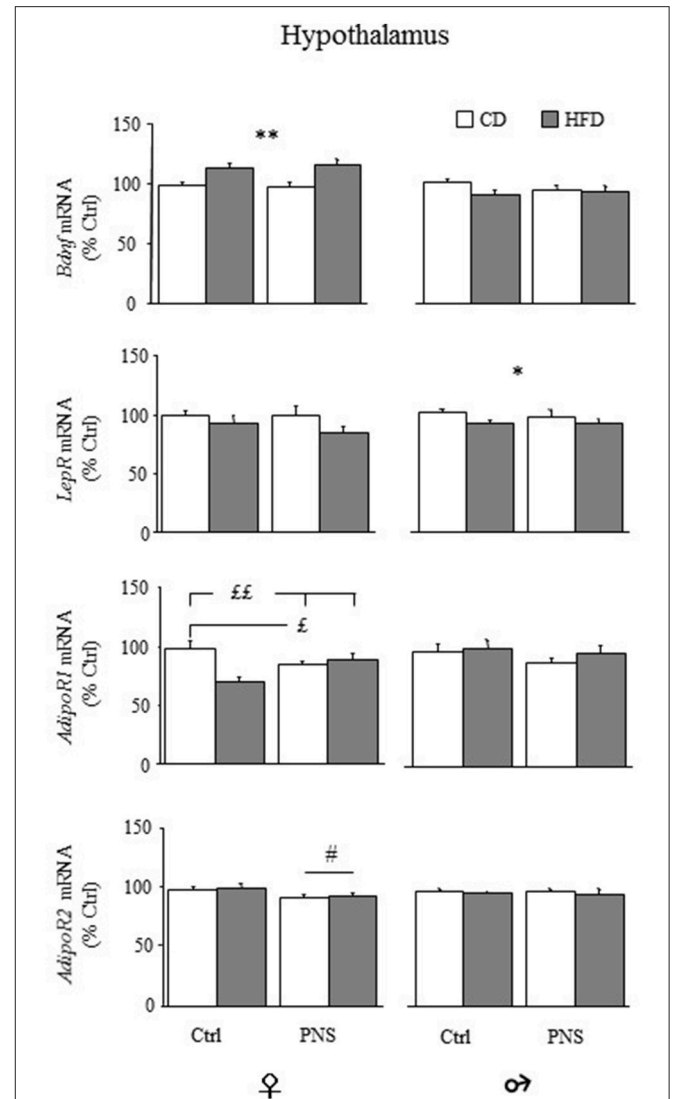 Hypothalamus
CD HFD
Bdnf mRNA
(% Ctrl)
150
100
50
0
**
LepR mRNA
(% Ctrl)
150
100
50
0
*
AdipoR1 mRNA
(% Ctrl)
150
100
50
0
££
£
AdipoR2 mRNA
(% Ctrl)
150
100
50
0
#
Ctrl PNS Ctrl PNS
♀ ♂